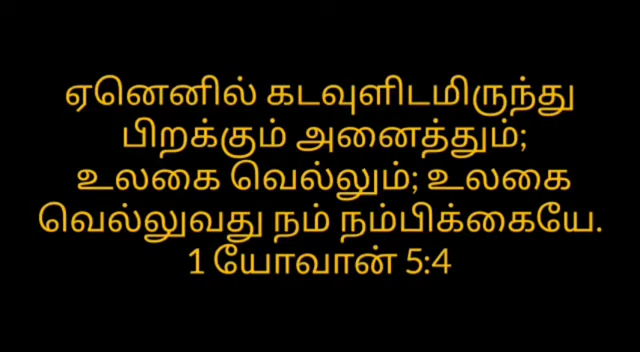 ஏனெனில் கடவுளிடமிருந்து
பிறக்கும் அனைத்தும்;
உலகை வெல்லும்; உலகை
வெல்லுவது நம் நம்பிக்கையே.
1 யோவான் 5:4